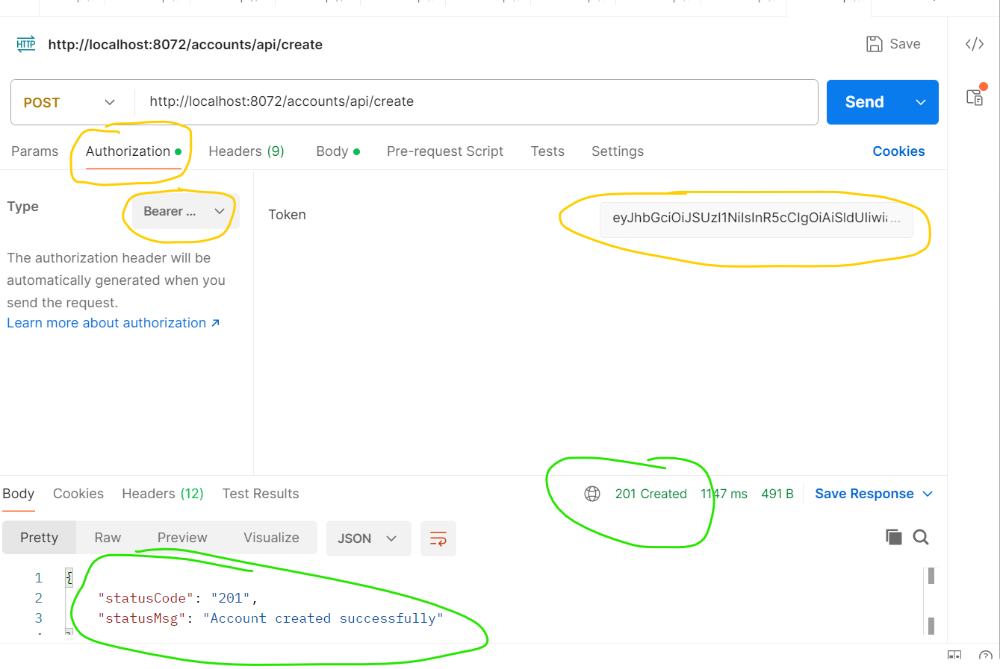 HTTP http://localhost:8072/accounts/api/create Save </>
POST http://localhost:8072/accounts/api/create Send
Params Authorization Headers (9) Body Pre-request Script Tests Settings Cookies
Type Bearer ... Token eyJhbGciOiJSUzI1NiIsInR5cCIgOiAiSldUIiwia...
The authorization header will be
automatically generated when you
send the request.
Learn more about authorization ↗
Body Cookies Headers (12) Test Results 201 Created 1147 ms 491 B Save Response
Pretty Raw Preview Visualize JSON
1 {
2 "statusCode": "201",
3 "statusMsg": "Account created successfully"